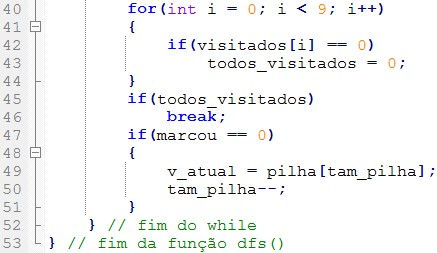 40 for(int i = 0; i < 9; i++)
41 {
42 if(visitados[i] == 0)
43 todos_visitados = 0;
44 }
45 if(todos_visitados)
46 break;
47 if(marcou == 0)
48 {
49 v_atual = pilha[tam_pilha];
50 tam_pilha--;
51 }
52 } // fim do while
53 } // fim da função dfs()